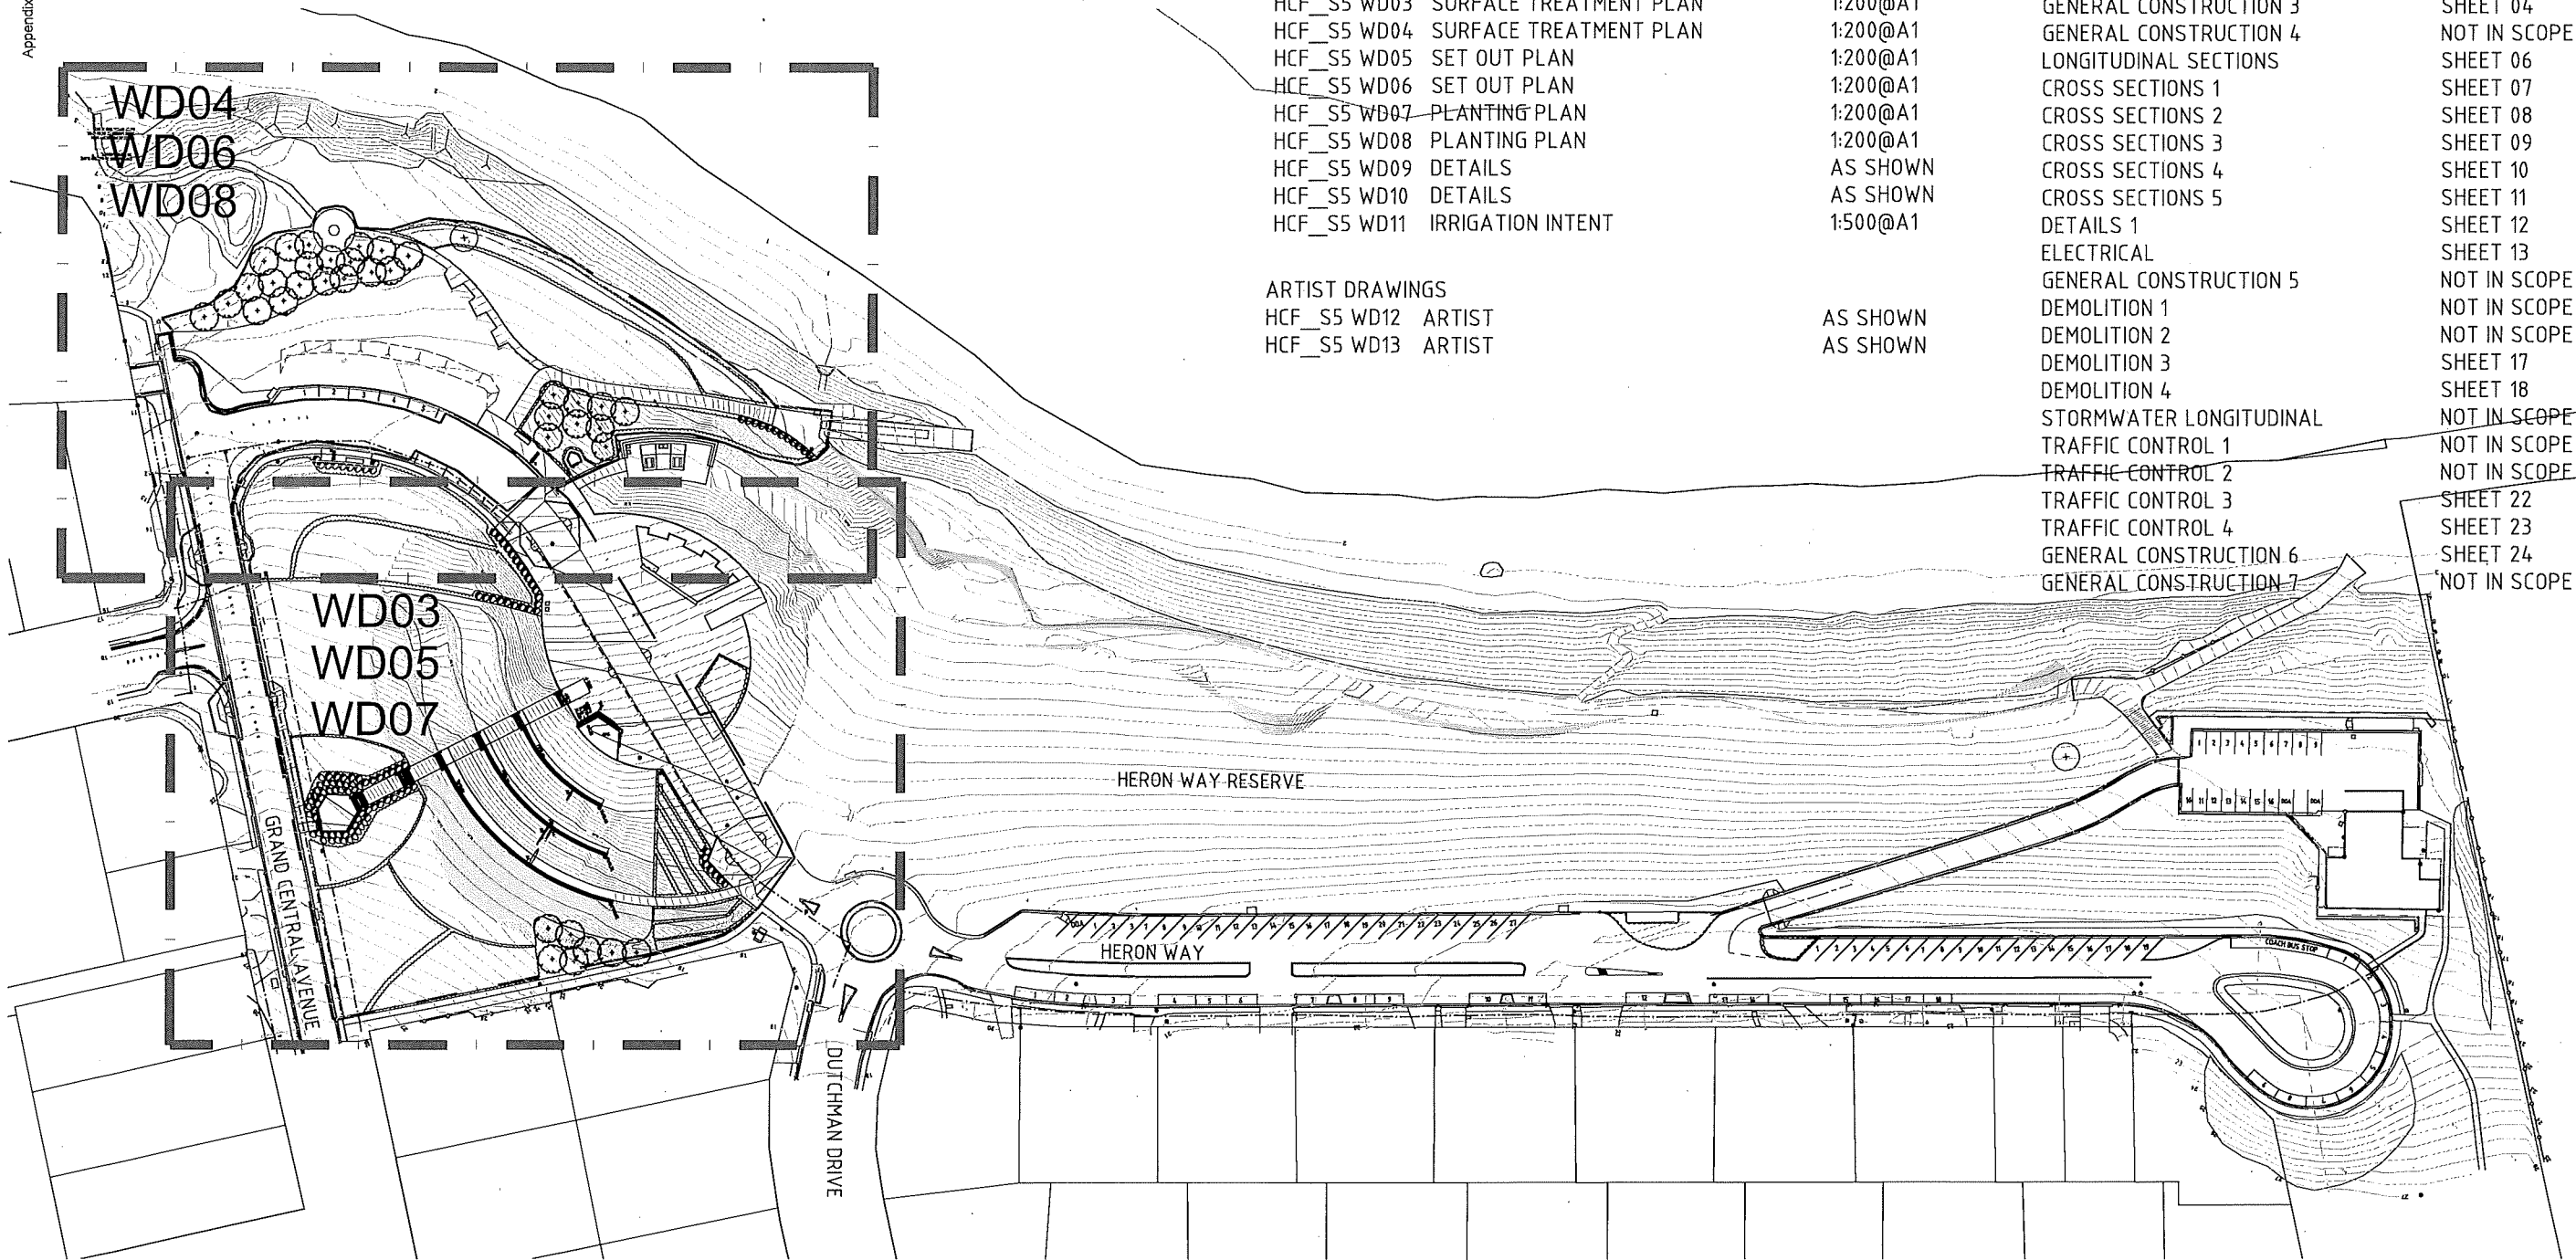 Appendix
HCF_S5 WD03 SURFACE TREATMENT PLAN 1:200@A1
HCF_S5 WD04 SURFACE TREATMENT PLAN 1:200@A1
HCF_S5 WD05 SET OUT PLAN 1:200@A1
HCF_S5 WD06 SET OUT PLAN 1:200@A1
HCF_S5 WD07 PLANTING PLAN 1:200@A1
HCF_S5 WD08 PLANTING PLAN 1:200@A1
HCF_S5 WD09 DETAILS AS SHOWN
HCF_S5 WD10 DETAILS AS SHOWN
HCF_S5 WD11 IRRIGATION INTENT 1:500@A1
ARTIST DRAWINGS
HCF_S5 WD12 ARTIST AS SHOWN
HCF_S5 WD13 ARTIST AS SHOWN
GENERAL CONSTRUCTION 3 SHEET 04
GENERAL CONSTRUCTION 4 NOT IN SCOPE
LONGITUDINAL SECTIONS SHEET 06
CROSS SECTIONS 1 SHEET 07
CROSS SECTIONS 2 SHEET 08
CROSS SECTIONS 3 SHEET 09
CROSS SECTIONS 4 SHEET 10
CROSS SECTIONS 5 SHEET 11
DETAILS 1 SHEET 12
ELECTRICAL SHEET 13
GENERAL CONSTRUCTION 5 NOT IN SCOPE
DEMOLITION 1 NOT IN SCOPE
DEMOLITION 2 NOT IN SCOPE
DEMOLITION 3 SHEET 17
DEMOLITION 4 SHEET 18
STORMWATER LONGITUDINAL NOT IN SCOPE
TRAFFIC CONTROL 1 NOT IN SCOPE
TRAFFIC CONTROL 2 NOT IN SCOPE
TRAFFIC CONTROL 3 SHEET 22
TRAFFIC CONTROL 4 SHEET 23
GENERAL CONSTRUCTION 6 SHEET 24
GENERAL CONSTRUCTION 7 NOT IN SCOPE
WD04
WD06
WD08
WD03
WD05
WD07
HERON WAY RESERVE
GRAND CENTRAL AVENUE
HERON WAY
COACH BUS STOP
DUTCHMAN DRIVE